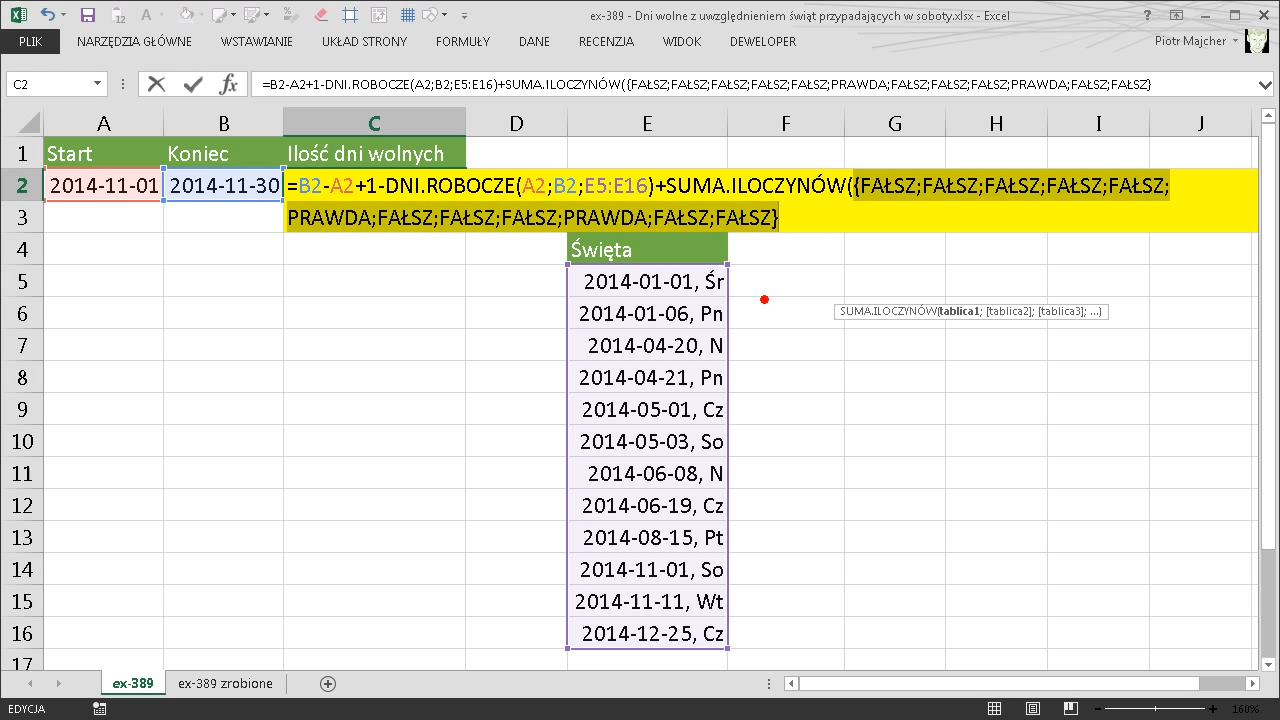 ex-389 - Dni wolne z uwzględnieniem świąt przypadających w soboty.xlsx - Excel
PLIK NARZĘDZIA GŁÓWNE WSTAWIANIE UKŁAD STRONY FORMUŁY DANE RECENZJA WIDOK DEWELOPER Piotr Majcher
C2 fx =B2-A2+1-DNI.ROBOCZE(A2;B2;E5:E16)+SUMA.ILOCZYNÓW({FAŁSZ;FAŁSZ;FAŁSZ;FAŁSZ;FAŁSZ;PRAWDA;FAŁSZ;FAŁSZ;FAŁSZ;PRAWDA;FAŁSZ;FAŁSZ}
A B C D E F G H I J
1 Start Koniec Ilość dni wolnych
2 2014-11-01 2014-11-30 =B2-A2+1-DNI.ROBOCZE(A2;B2;E5:E16)+SUMA.ILOCZYNÓW({FAŁSZ;FAŁSZ;FAŁSZ;FAŁSZ;FAŁSZ;
3 PRAWDA;FAŁSZ;FAŁSZ;FAŁSZ;PRAWDA;FAŁSZ;FAŁSZ}
4 Święta
5 2014-01-01, Śr
6 2014-01-06, Pn SUMA.ILOCZYNÓW(tablica1; [tablica2]; [tablica3]; ...)
7 2014-04-20, N
8 2014-04-21, Pn
9 2014-05-01, Cz
10 2014-05-03, So
11 2014-06-08, N
12 2014-06-19, Cz
13 2014-08-15, Pt
14 2014-11-01, So
15 2014-11-11, Wt
16 2014-12-25, Cz
17
ex-389 ex-389 zrobione
EDYCJA 160%